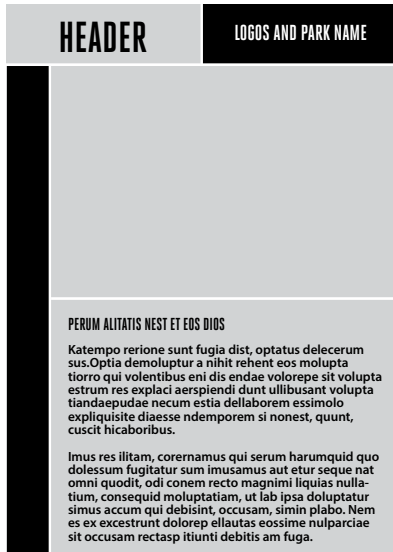 HEADER
LOGOS AND PARK NAME
PERUM ALITATIS NEST ET EOS DIOS
Katempo rerione sunt fugia dist, optatus delecerum
sus.Optia demoluptur a nihit rehent eos molupta
tiorro qui volentibus eni dis endae volorepe sit volupta
estrum res explaci aerspiendi dunt ullibusant volupta
tiandaepudae necum estia dellaborem essimolo
expliquisite diaesse ndemporem si nonest, quunt,
cuscit hicaboribus.
Imus res ilitam, corernamus qui serum harumquid quo
dolessum fugitatur sum imusamus aut etur seque nat
omni quodit, odi conem recto magnimi liquias nulla-
tium, consequid moluptatiam, ut lab ipsa doluptatur
simus accum qui debisint, occusam, simin plabo. Nem
es ex excestrunt dolorep ellautas eossime nulparciae
sit occusam rectasp itiunti debitis am fuga.